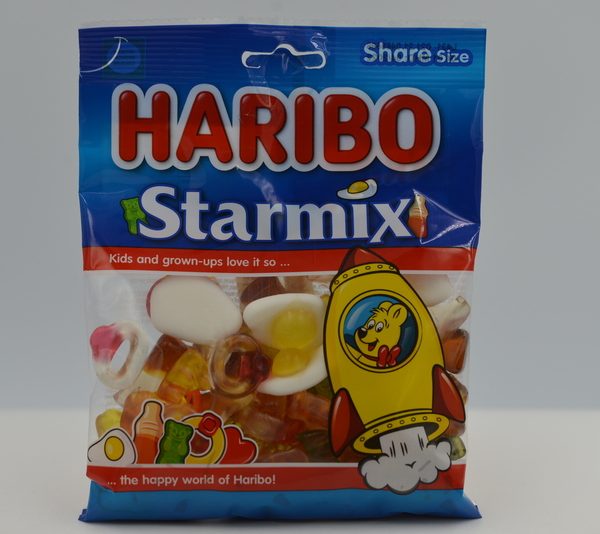 Share Size
HARIBO
Starmix
Kids and grown-ups love it so ...
... the happy world of Haribo!